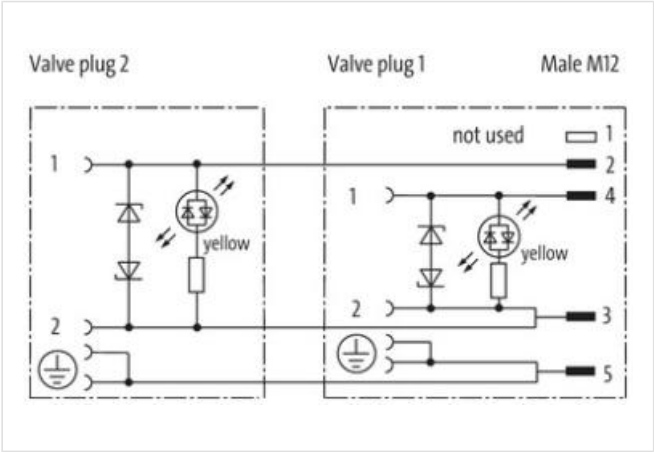 Valve plug 2 Valve plug 1 Male M12
not used 1
1 2
1 4
yellow
yellow
2 3
2
5